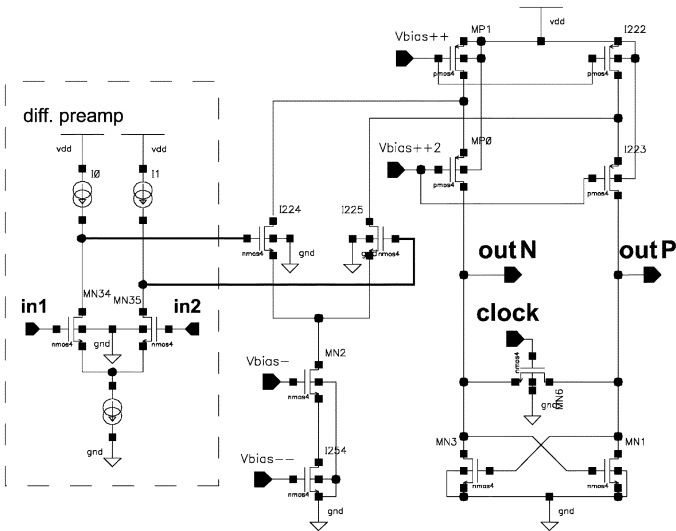 Vbias++
MP1
vdd
I222
pmos4
pmos4
diff. preamp
vdd
vdd
I0
I1
Vbias++2
MP0
I223
pmos4
pmos4
I224
I225
gnd
gnd
nmos4
nmos4
outN
outP
MN34
MN35
in1
in2
nmos4
gnd
nmos4
clock
nmos4
gnd
MN6
Vbias-
MN2
nmos4
gnd
Vbias--
I254
nmos4
gnd
MN3
MN1
nmos4
nmos4
gnd